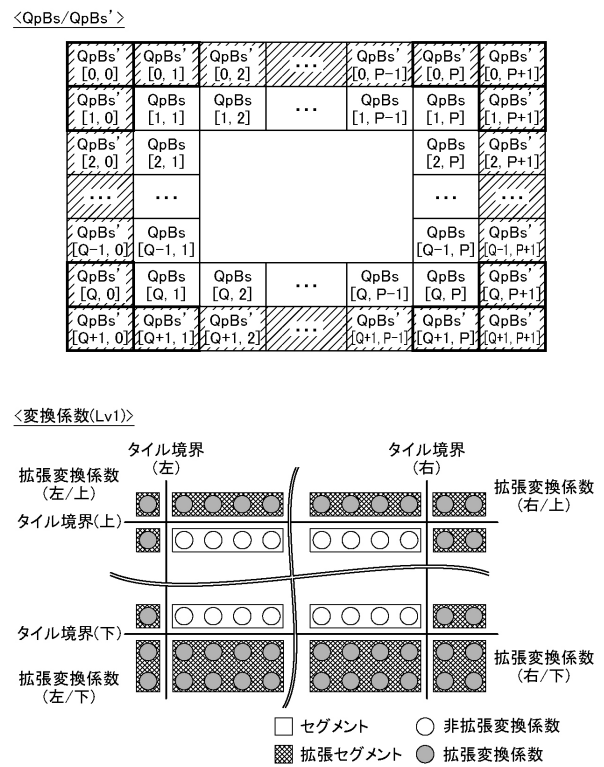 <QpBs/QpBs'>
QpBs' QpBs' QpBs' ... QpBs' QpBs' QpBs'
[0, 0] [0, 1] [0, 2] [0, P-1] [0, P] [0, P+1]
QpBs' QpBs QpBs ... QpBs QpBs QpBs'
[1, 0] [1, 1] [1, 2] [1, P-1] [1, P] [1, P+1]
QpBs' QpBs QpBs QpBs'
[2, 0] [2, 1] [2, P] [2, P+1]
... ... ... ...
QpBs' QpBs QpBs QpBs'
[Q-1, 0] [Q-1, 1] [Q-1, P] [Q-1, P+1]
QpBs' QpBs QpBs ... QpBs QpBs QpBs'
[Q, 0] [Q, 1] [Q, 2] [Q, P-1] [Q, P] [Q, P+1]
QpBs' QpBs' QpBs' ... QpBs' QpBs' QpBs'
[Q+1, 0] [Q+1, 1] [Q+1, 2] [Q+1, P-1] [Q+1, P] [Q+1, P+1]
<変換係数(Lv1)>
タイル境界
(左)
タイル境界
(右)
拡張変換係数
(左/上)
拡張変換係数
(右/上)
タイル境界(上)
タイル境界(下)
拡張変換係数
(左/下)
拡張変換係数
(右/下)
セグメント 非拡張変換係数
拡張セグメント 拡張変換係数